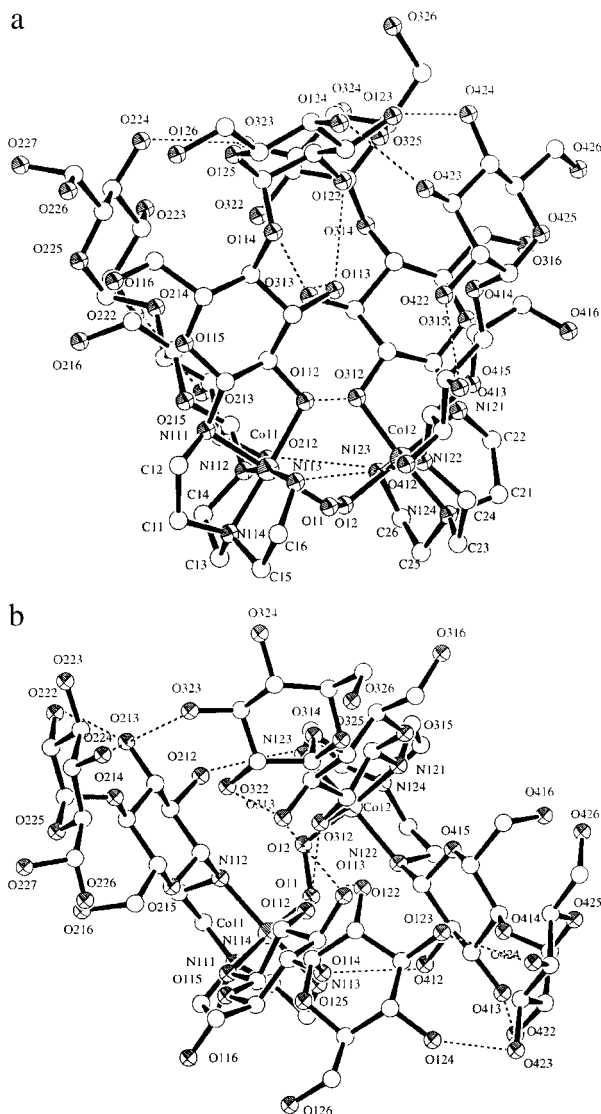 a
O326
O324
O124
O123
O424
O224
O126
O323
O227
O125
O325
O426
O423
O226
O223
O322
O122
O425
O225
O114
O314
O316
O116
O313
O113
O414
O214
O422
O222
O315
O416
O216
O115
O112
O312
O415
O413
O213
O215
N111
Co11
O212
Co12
N121
N123
C12
N112
N113
N122
C22
O412
C14
O11
O12
N124
C21
C24
C11
N114
C16
C26
C23
C13
C25
C15
b
O324
O316
O223
O222
O323
O326
O213
O314
O325
O315
O224
O212
N123
N121
O214
O322
N124
O313
Co12
O416
O426
O312
O225
O12
O415
N112
O113
N122
O227
O11
O425
O226
O122
O215
O112
O123
O414
O216
Co11
N114
O114
O424
N111
O412
O115
N113
O413
O125
O422
O116
O124
O423
O126